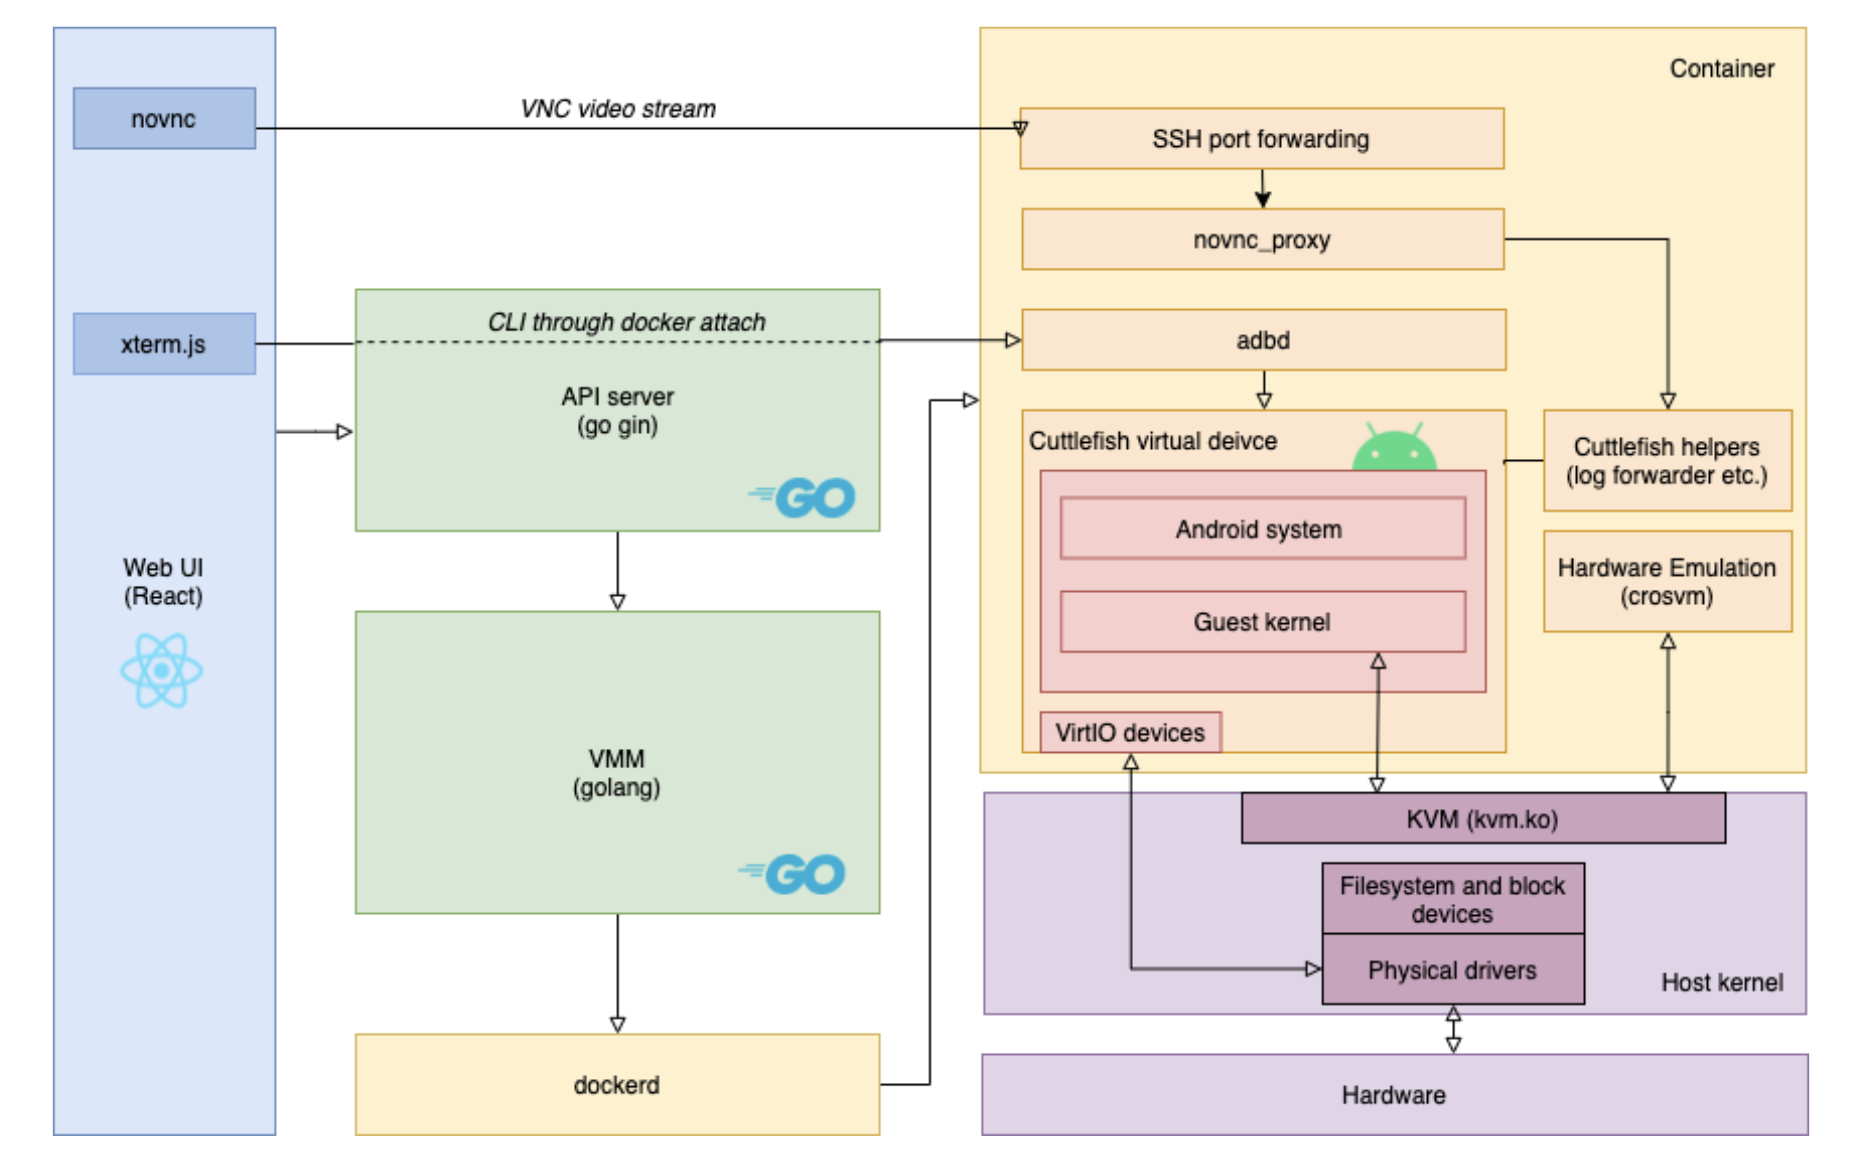 novnc
xterm.js
Web UI
(React)
VNC video stream
CLI through docker attach
API server
(go gin)
GO
VMM
(golang)
GO
dockerd
Container
SSH port forwarding
novnc_proxy
adbd
Cuttlefish virtual deivce
Android system
Guest kernel
VirtIO devices
Cuttlefish helpers
(log forwarder etc.)
Hardware Emulation
(crosvm)
KVM (kvm.ko)
Filesystem and block
devices
Physical drivers
Host kernel
Hardware